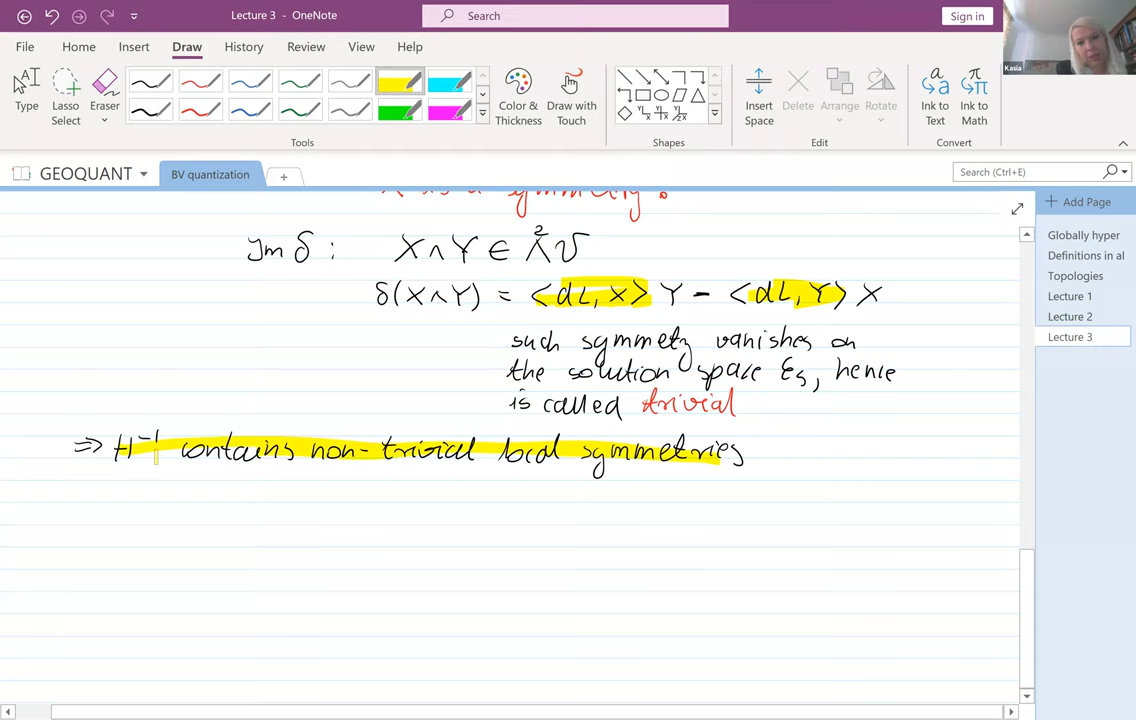 Lecture 3 - OneNote
Search
Sign in
Kasia
File Home Insert Draw History Review View Help
Type
Lasso Select
Eraser
Color & Thickness
Draw with Touch
Insert Space
Delete
Arrange
Rotate
Ink to Text
Ink to Math
Tools
Shapes
Edit
Convert
GEOQUANT
BV quantization
Search (Ctrl+E)
Add Page
Globally hyper
Definitions in al
Topologies
Lecture 1
Lecture 2
Lecture 3
a symmetry.
Im δ : X ∧ Y ∈ Λ² V
δ(X ∧ Y) = <dL, X> Y - <dL, Y> X
such symmetry vanishes on
the solution space Es, hence
is called trivial
=> H⁻¹ contains non-trivial local symmetries